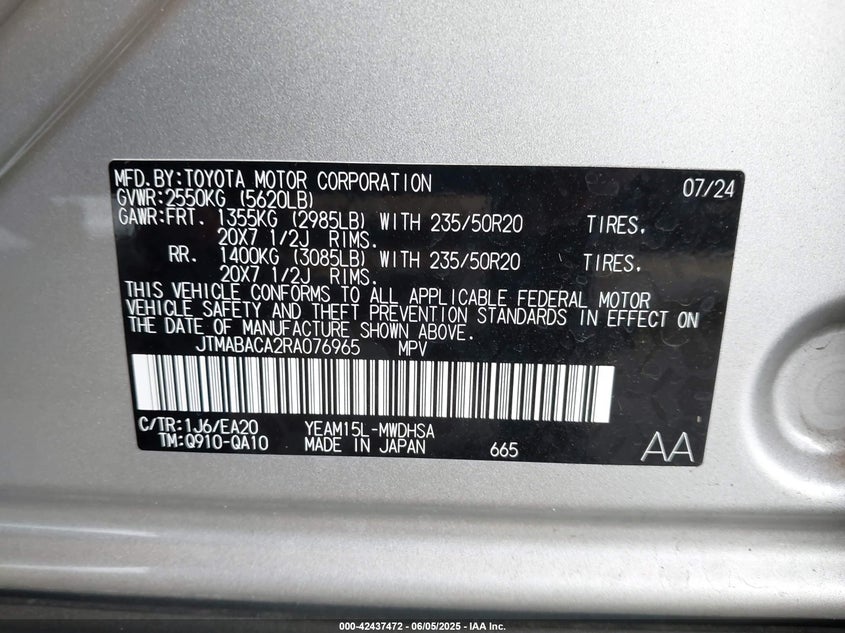 MFD.BY:TOYOTA MOTOR CORPORATION 07/24
GVWR:2550KG (5620LB)
GAWR:FRT. 1355KG (2985LB) WITH 235/50R20 TIRES.
20X7 1/2J RIMS.
RR. 1400KG (3085LB) WITH 235/50R20 TIRES.
20X7 1/2J RIMS.
THIS VEHICLE CONFORMS TO ALL APPLICABLE FEDERAL MOTOR
VEHICLE SAFETY AND THEFT PREVENTION STANDARDS IN EFFECT ON
THE DATE OF MANUFACTURE SHOWN ABOVE.
JTMABACA2RA076965 MPV
C/TR:1J6/EA20 YEAM15L-MWDHSA
TM:Q910-QA10 MADE IN JAPAN 665 AA
000-42437472 | 06/05/2025 - IAA Inc.